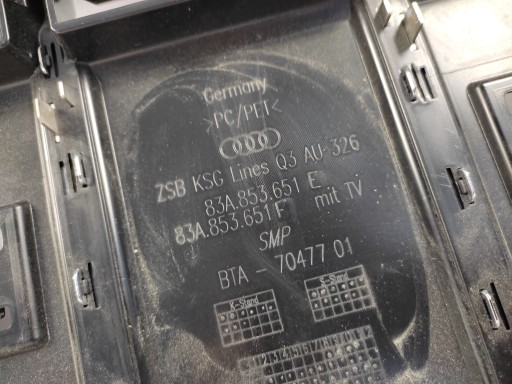 Germany
>PC/PET<
ZSB KSG Lines Q3 AU 326
83A.853.651 E
83A.853.651 F mit TV
SMP
BTA - 70477 01
K-Stand
K-Stand